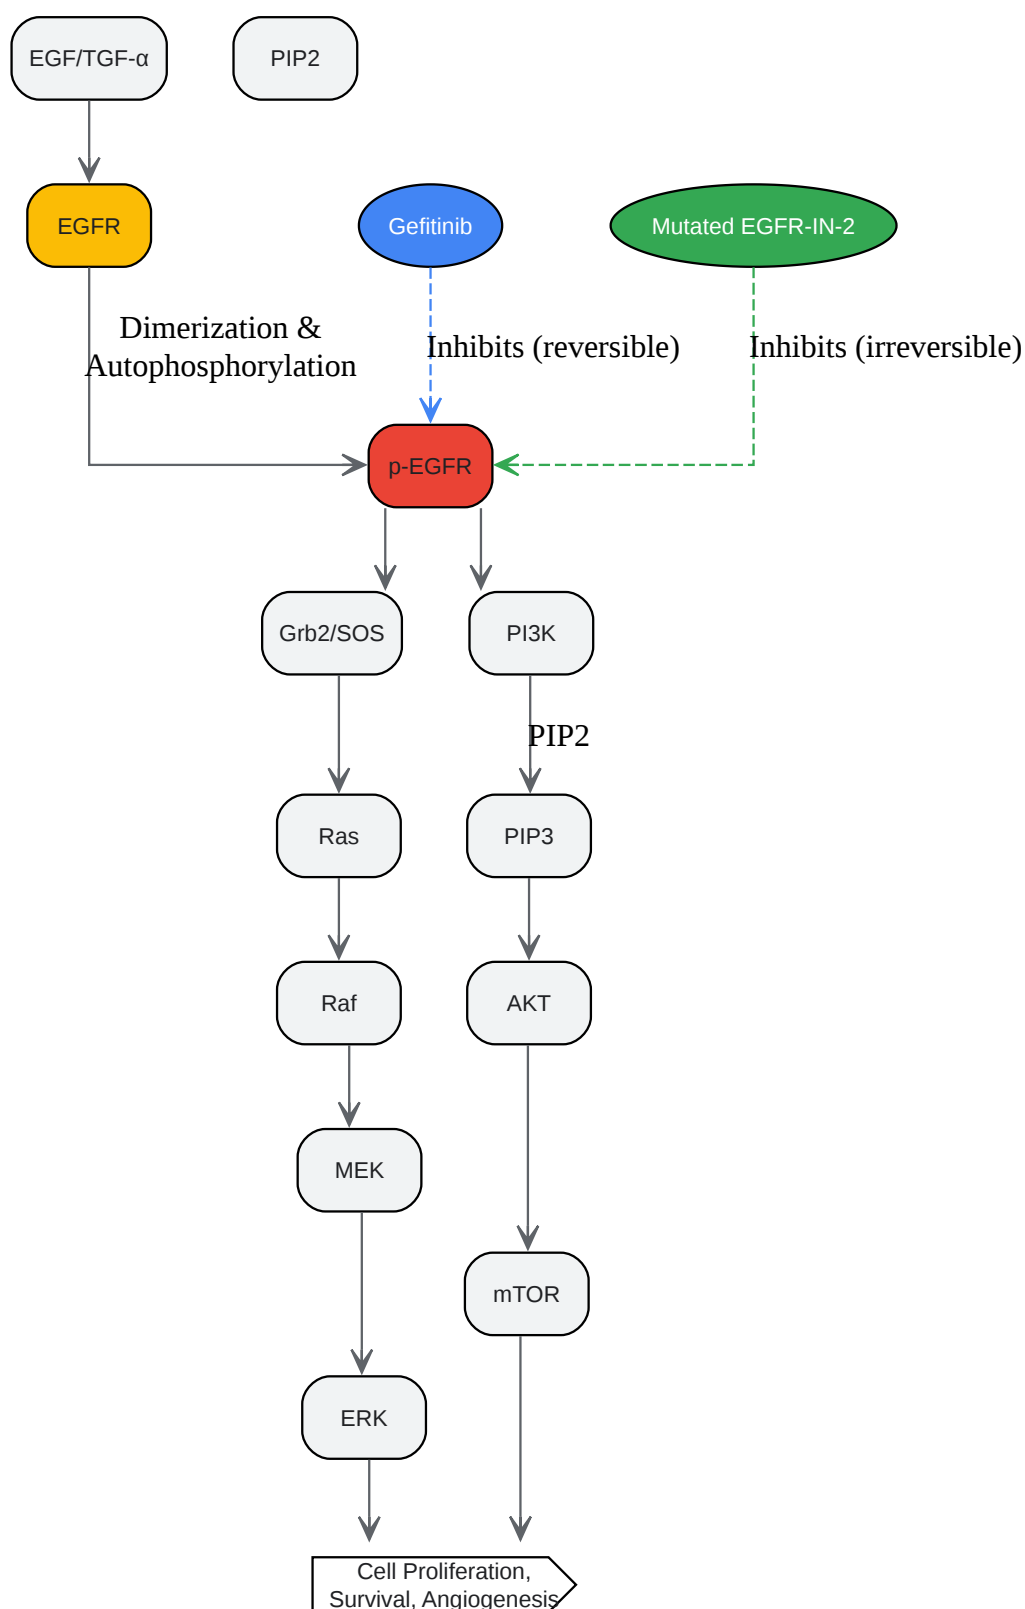 EGF/TGF-α
PIP2
EGFR
Gefitinib
Mutated EGFR-IN-2
Dimerization &
Autophosphorylation
Inhibits (reversible)
Inhibits (irreversible)
p-EGFR
Grb2/SOS
PI3K
PIP2
Ras
PIP3
Raf
AKT
MEK
mTOR
ERK
Cell Proliferation,
Survival, Angiogenesis